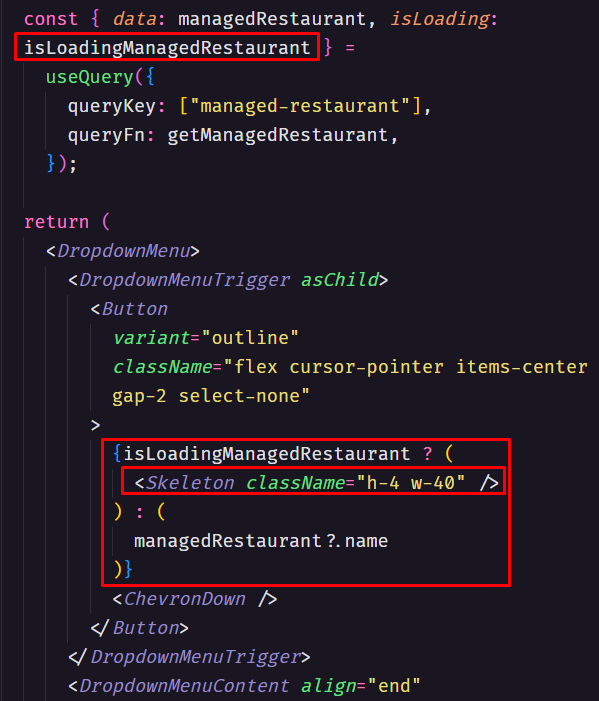 const { data: managedRestaurant, isLoading:
isLoadingManagedRestaurant } =
useQuery({
queryKey: ["managed-restaurant"],
queryFn: getManagedRestaurant,
});
return (
<DropdownMenu>
<DropdownMenuTrigger asChild>
<Button
variant="outline"
className="flex cursor-pointer items-center
gap-2 select-none"
>
{isLoadingManagedRestaurant ? (
<Skeleton className="h-4 w-40" />
) : (
managedRestaurant?.name
)}
<ChevronDown />
</Button>
</DropdownMenuTrigger>
<DropdownMenuContent align="end"